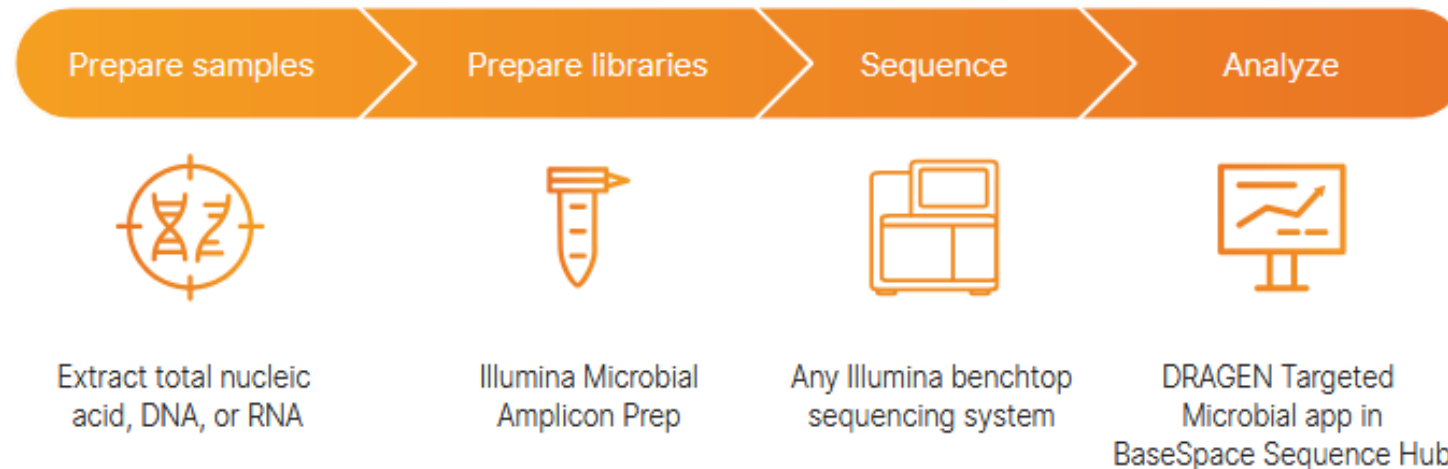 Prepare samples
Prepare libraries
Sequence
Analyze
Extract total nucleic
acid, DNA, or RNA
Illumina Microbial
Amplicon Prep
Any Illumina benchtop
sequencing system
DRAGEN Targeted
Microbial app in
BaseSpace Sequence Hub